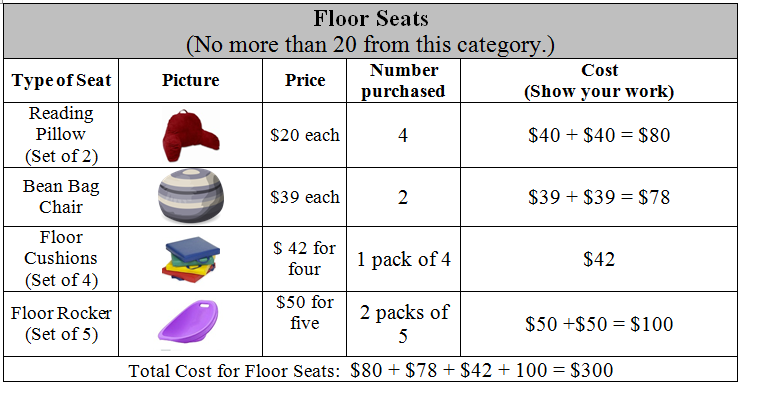 Floor Seats
(No more than 20 from this category.)
Type of Seat Picture Price Number purchased Cost (Show your work)
Reading Pillow (Set of 2) $20 each 4 $40 + $40 = $80
Bean Bag Chair $39 each 2 $39 + $39 = $78
Floor Cushions (Set of 4) $ 42 for four 1 pack of 4 $42
Floor Rocker (Set of 5) $50 for five 2 packs of 5 $50 +$50 = $100
Total Cost for Floor Seats: $80 + $78 + $42 + 100 = $300